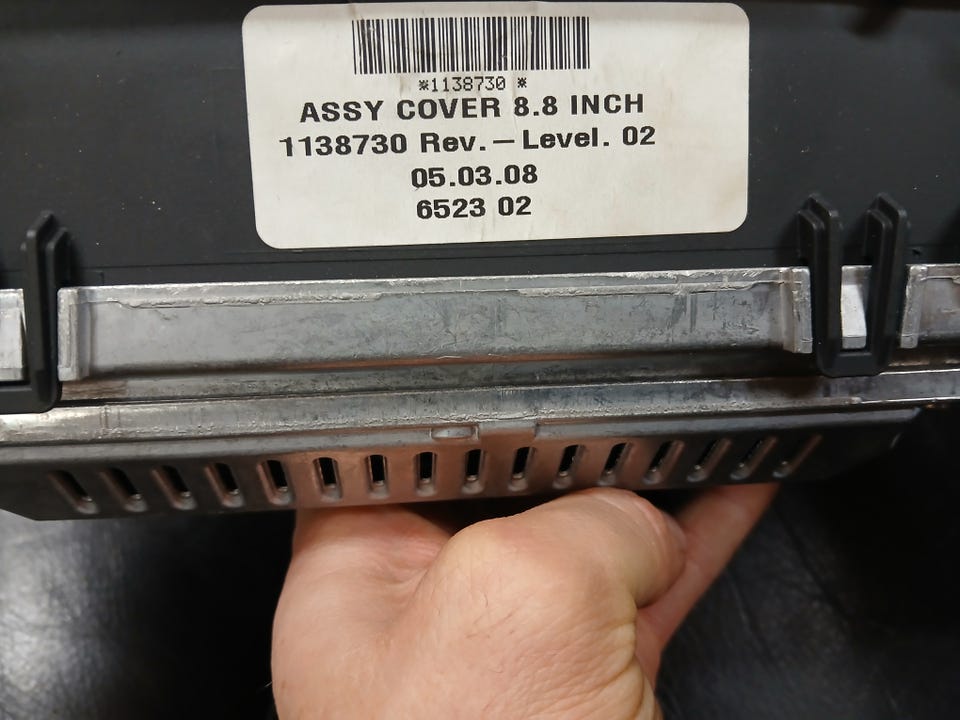 *1138730 *
ASSY COVER 8.8 INCH
1138730 Rev. — Level. 02
05.03.08
6523 02